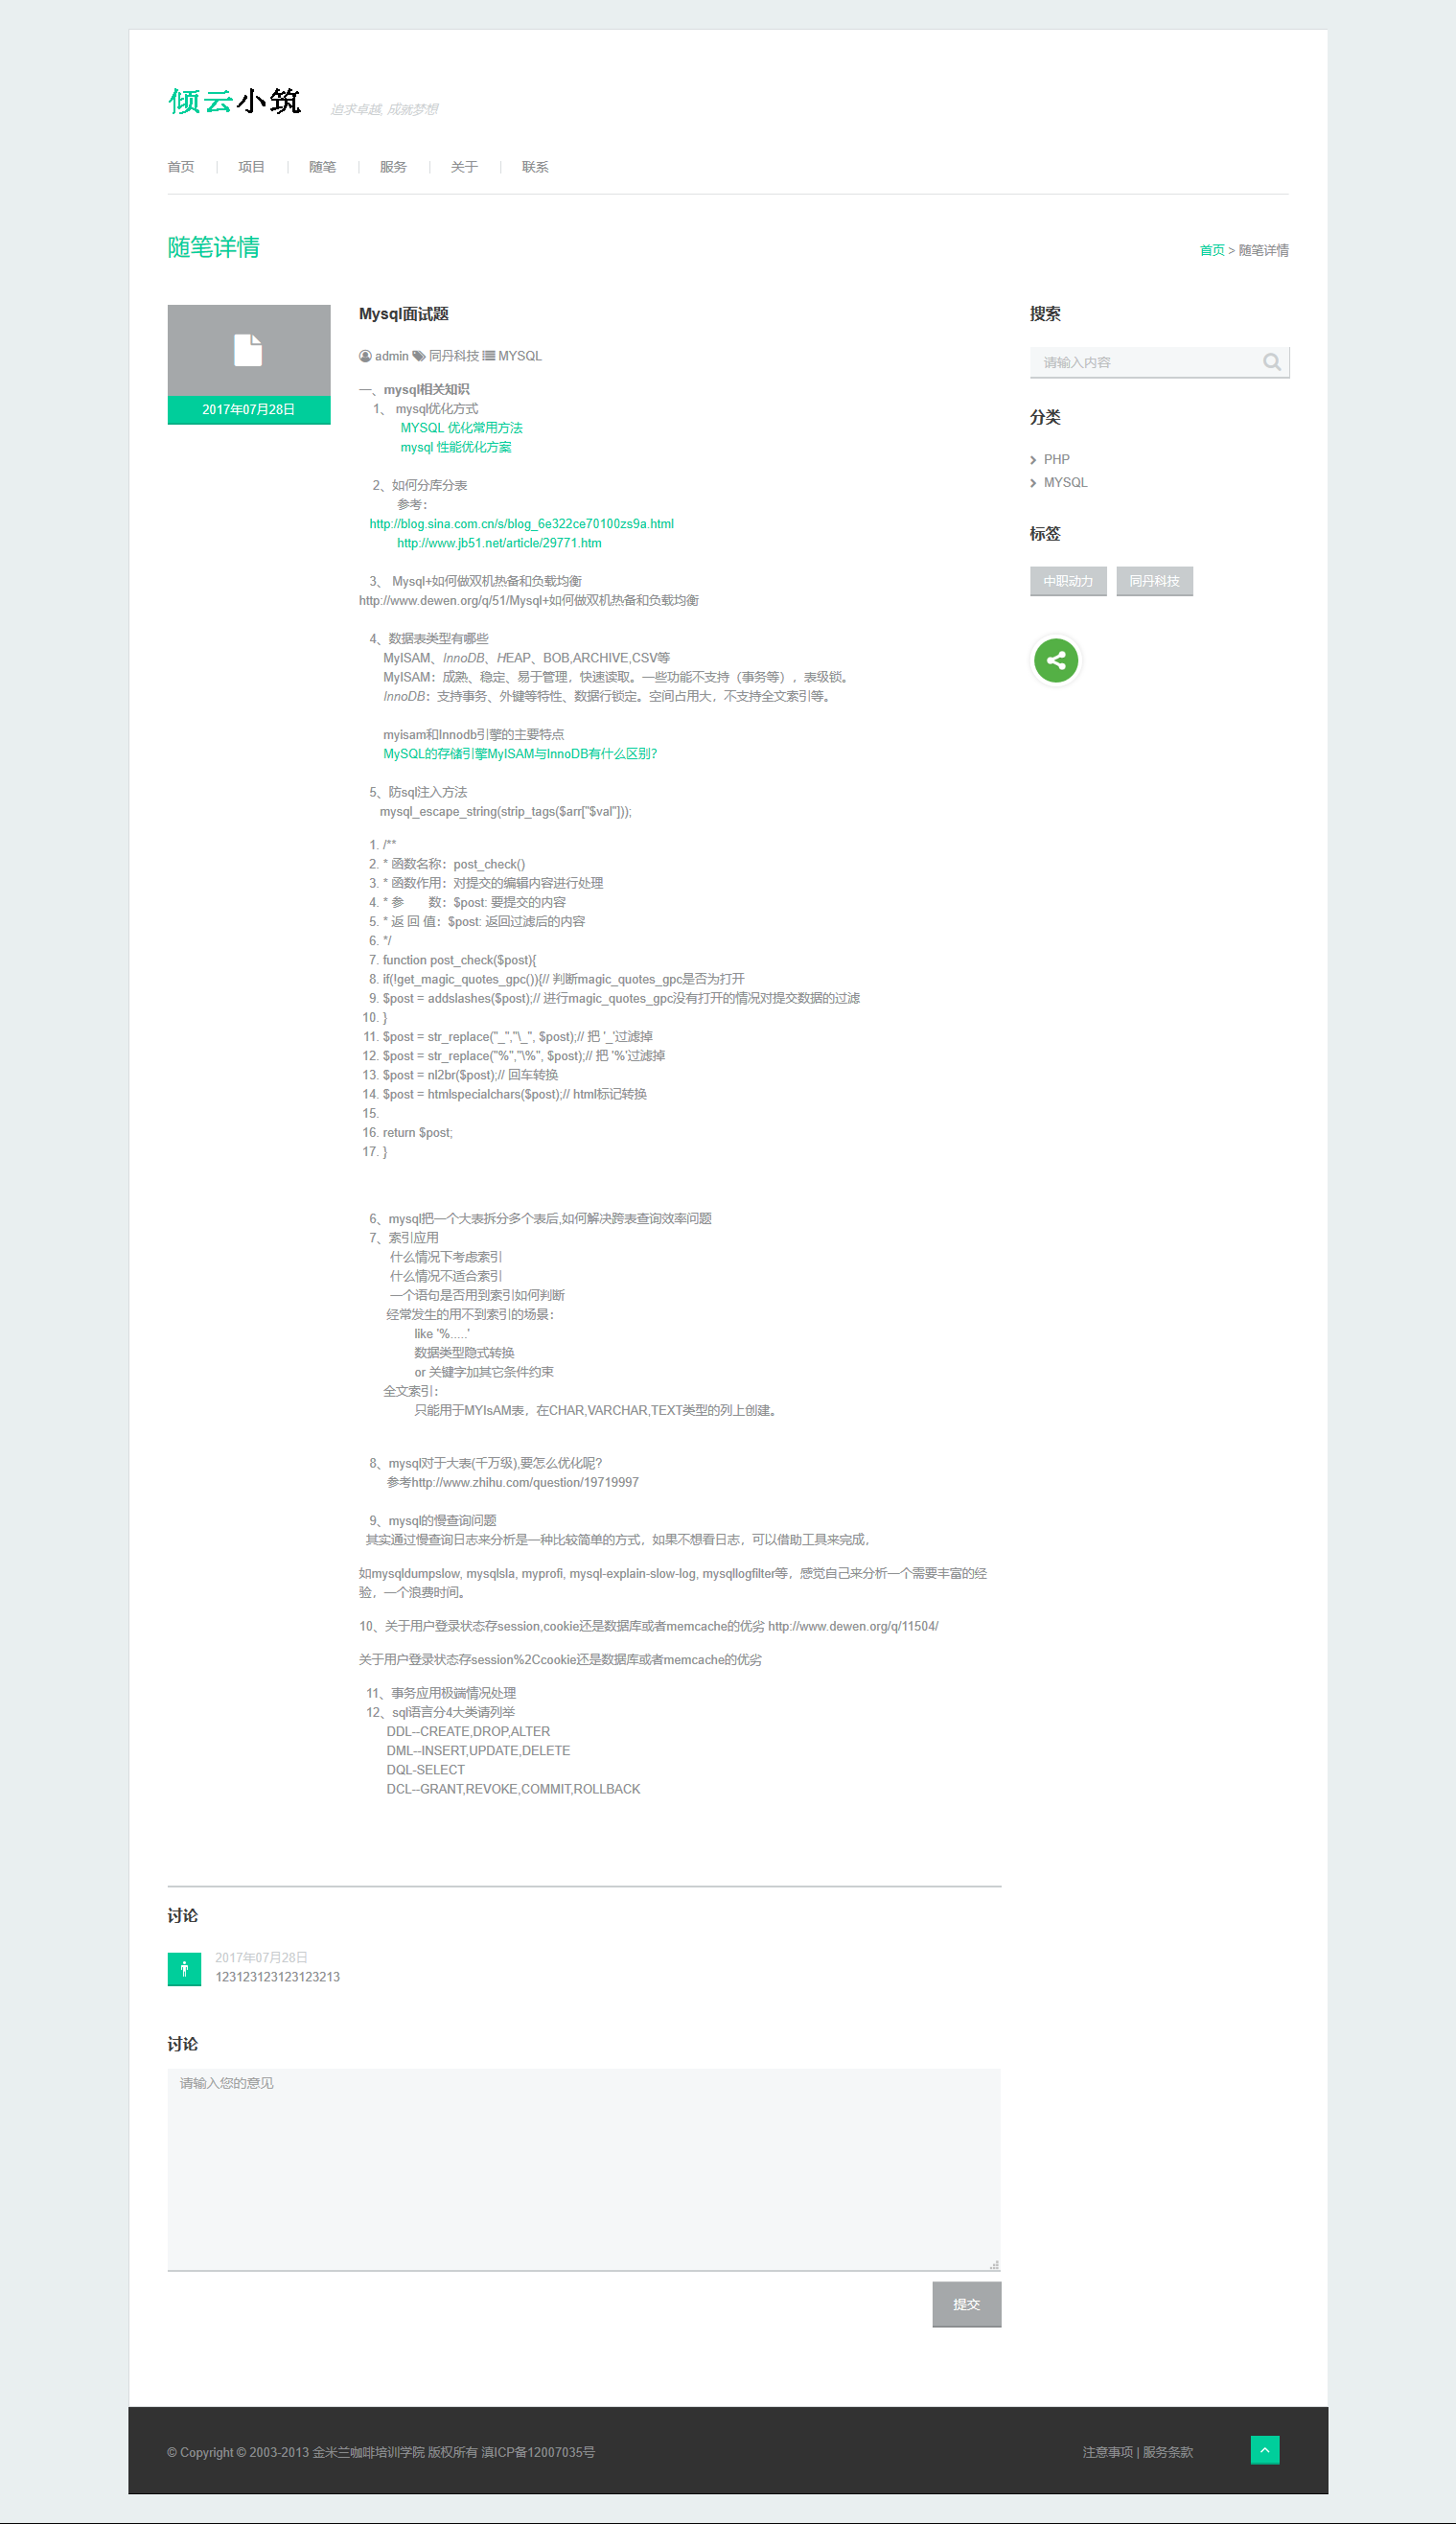 倾云小筑
追求卓越, 成就梦想
首页 | 项目 | 随笔 | 服务 | 关于 | 联系
随笔详情
首页 > 随笔详情
2017年07月28日
Mysql面试题
admin 同丹科技 MYSQL
一、mysql相关知识
1、 mysql优化方式
MYSQL 优化常用方法
mysql 性能优化方案
2、如何分库分表
参考：
http://blog.sina.com.cn/s/blog_6e322ce70100zs9a.html
http://www.jb51.net/article/29771.htm
3、 Mysql+如何做双机热备和负载均衡
http://www.dewen.org/q/51/Mysql+如何做双机热备和负载均衡
4、数据表类型有哪些
MyISAM、InnoDB、HEAP、BOB,ARCHIVE,CSV等
MyISAM：成熟、稳定、易于管理，快速读取。一些功能不支持（事务等），表级锁。
InnoDB：支持事务、外键等特性、数据行锁定。空间占用大，不支持全文索引等。
myisam和Innodb引擎的主要特点
MySQL的存储引擎MyISAM与InnoDB有什么区别？
5、防sql注入方法
mysql_escape_string(strip_tags($arr["$val"]));
1. /**
2. * 函数名称：post_check()
3. * 函数作用：对提交的编辑内容进行处理
4. * 参　　数：$post: 要提交的内容
5. * 返 回 值：$post: 返回过滤后的内容
6. */
7. function post_check($post){
8. if(!get_magic_quotes_gpc()){// 判断magic_quotes_gpc是否为打开
9. $post = addslashes($post);// 进行magic_quotes_gpc没有打开的情况对提交数据的过滤
10. }
11. $post = str_replace("_","\_", $post);// 把 '_'过滤掉
12. $post = str_replace("%","\%", $post);// 把 '%'过滤掉
13. $post = nl2br($post);// 回车转换
14. $post = htmlspecialchars($post);// html标记转换
15.
16. return $post;
17. }
6、mysql把一个大表拆分多个表后,如何解决跨表查询效率问题
7、索引应用
什么情况下考虑索引
什么情况不适合索引
一个语句是否用到索引如何判断
经常发生的用不到索引的场景：
like '%.....'
数据类型隐式转换
or 关键字加其它条件约束
全文索引：
只能用于MYIsAM表，在CHAR,VARCHAR,TEXT类型的列上创建。
8、mysql对于大表(千万级),要怎么优化呢?
参考http://www.zhihu.com/question/19719997
9、mysql的慢查询问题
其实通过慢查询日志来分析是一种比较简单的方式，如果不想看日志，可以借助工具来完成，
如mysqldumpslow, mysqlsla, myprofi, mysql-explain-slow-log, mysqllogfilter等，感觉自己来分析一个需要丰富的经
验，一个浪费时间。
10、关于用户登录状态存session,cookie还是数据库或者memcache的优劣 http://www.dewen.org/q/11504/
关于用户登录状态存session%2Ccookie还是数据库或者memcache的优劣
11、事务应用极端情况处理
12、sql语言分4大类请列举
DDL--CREATE,DROP,ALTER
DML--INSERT,UPDATE,DELETE
DQL-SELECT
DCL--GRANT,REVOKE,COMMIT,ROLLBACK
搜索
请输入内容
分类
PHP
MYSQL
标签
中职动力 同丹科技
讨论
2017年07月28日
123123123123123213
讨论
请输入您的意见
提交
© Copyright © 2003-2013 金米兰咖啡培训学院 版权所有 滇ICP备12007035号
注意事项 | 服务条款